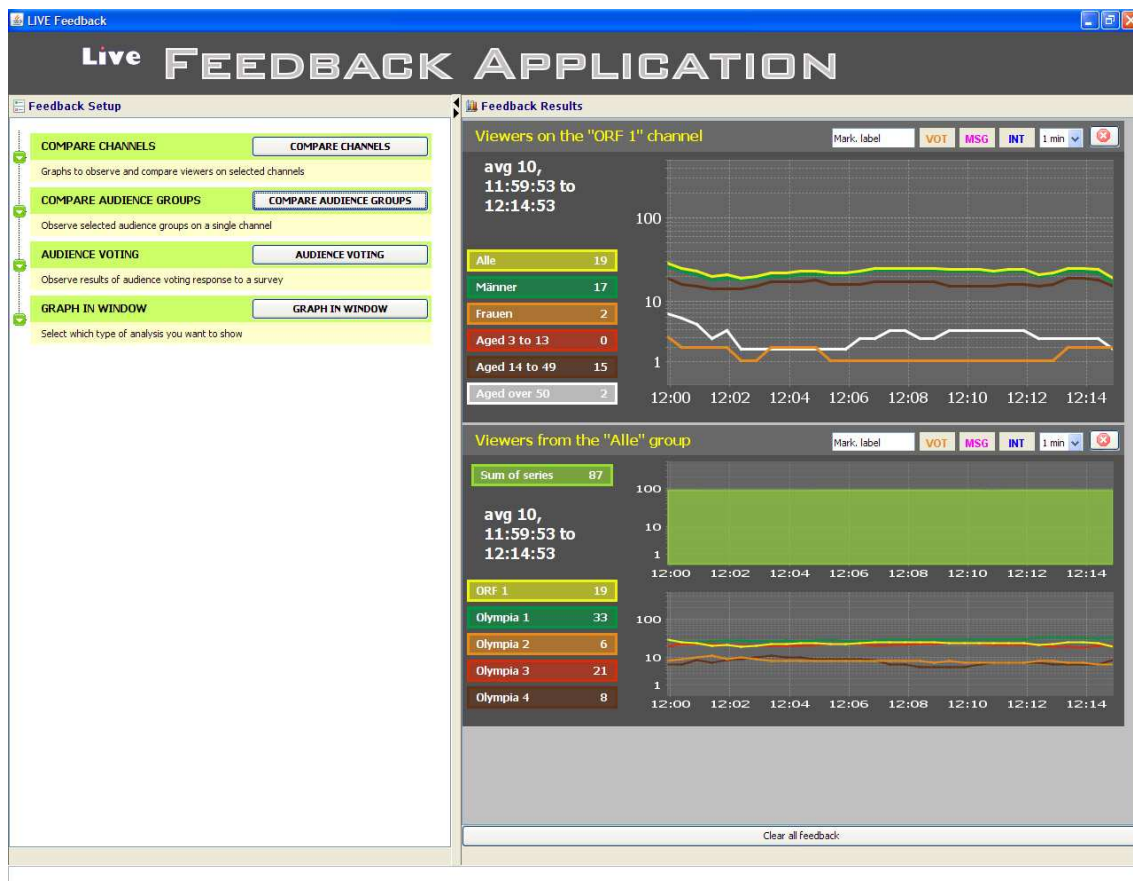 LIVE Feedback
Live FEEDBACK APPLICATION
Feedback Setup
COMPARE CHANNELS COMPARE CHANNELS
Graphs to observe and compare viewers on selected channels
COMPARE AUDIENCE GROUPS COMPARE AUDIENCE GROUPS
Observe selected audience groups on a single channel
AUDIENCE VOTING AUDIENCE VOTING
Observe results of audience voting response to a survey
GRAPH IN WINDOW GRAPH IN WINDOW
Select which type of analysis you want to show
Feedback Results
Viewers on the "ORF 1" channel Mark. label VOT MSG INT 1 min
avg 10,
11:59:53 to
12:14:53
Alle 19
Männer 17
Frauen 2
Aged 3 to 13 0
Aged 14 to 49 15
Aged over 50 2
100
10
1
12:00 12:02 12:04 12:06 12:08 12:10 12:12 12:14
Viewers from the "Alle" group Mark. label VOT MSG INT 1 min
Sum of series 87
avg 10,
11:59:53 to
12:14:53
100
10
1
12:00 12:02 12:04 12:06 12:08 12:10 12:12 12:14
ORF 1 19
Olympia 1 33
Olympia 2 6
Olympia 3 21
Olympia 4 8
100
10
1
12:00 12:02 12:04 12:06 12:08 12:10 12:12 12:14
Clear all feedback